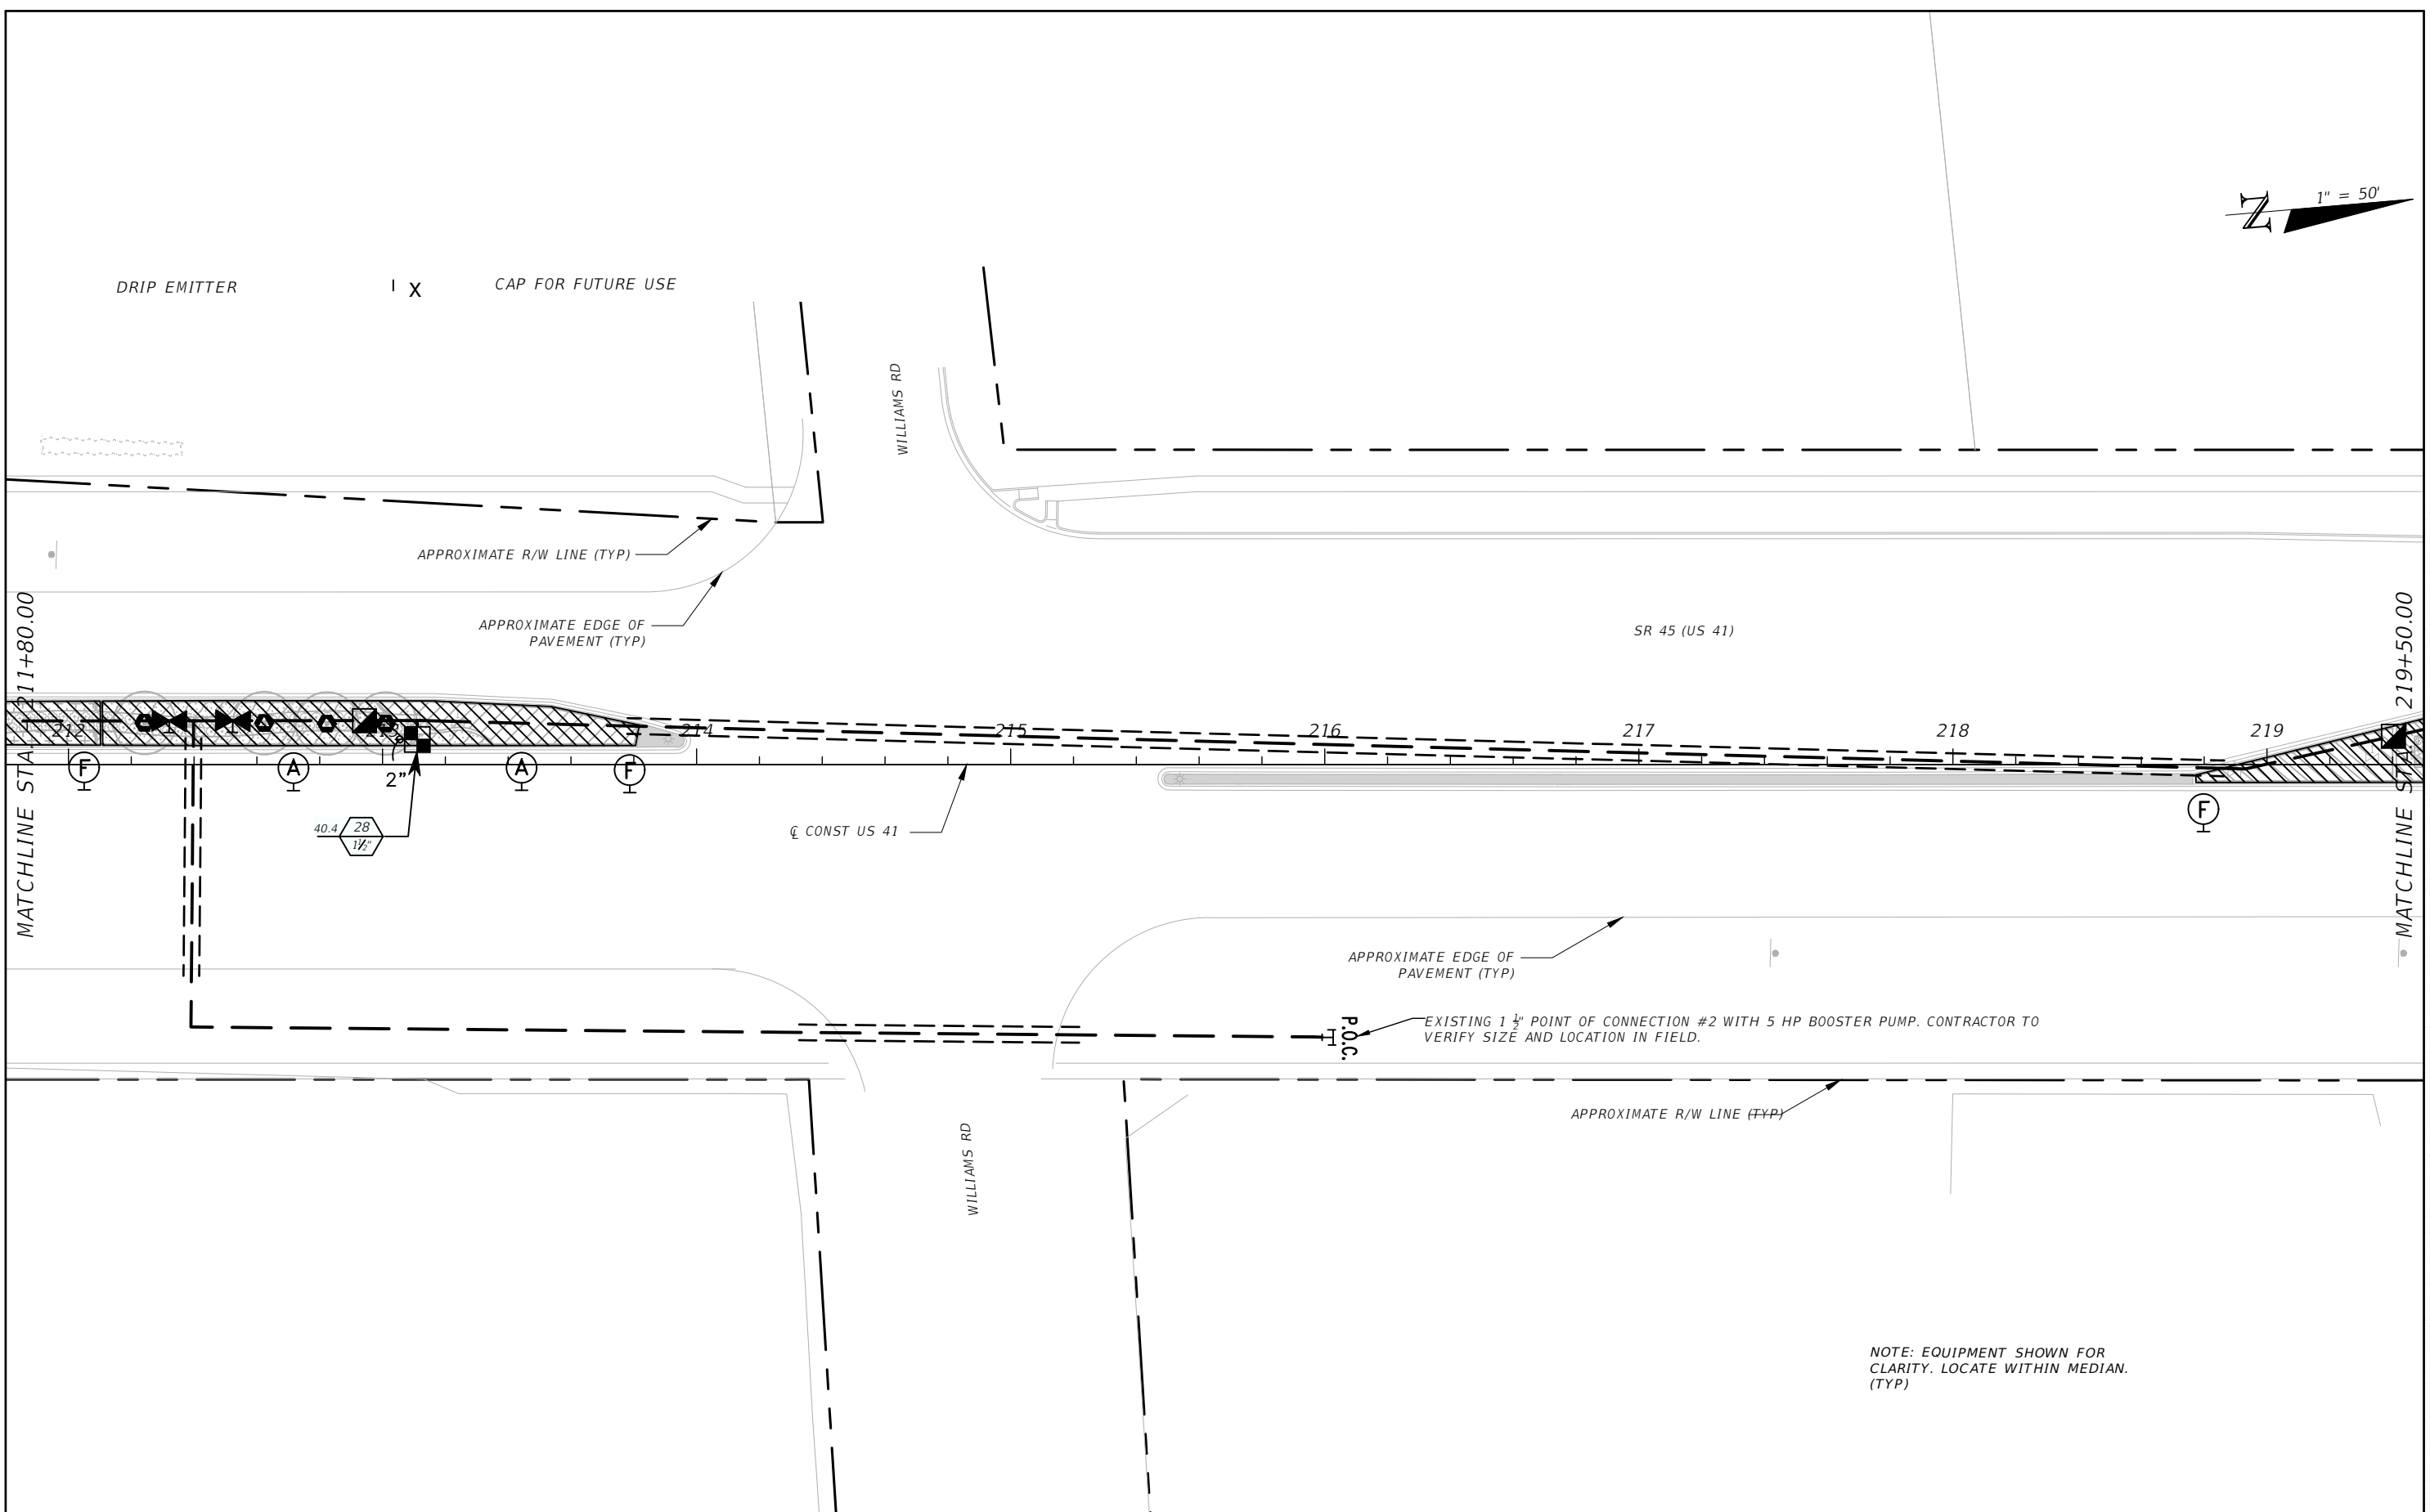 N
1" = 50'
DRIP EMITTER
X
CAP FOR FUTURE USE
WILLIAMS RD
APPROXIMATE R/W LINE (TYP)
APPROXIMATE EDGE OF
PAVEMENT (TYP)
SR 45 (US 41)
MATCHLINE STA. 211+80.00
MATCHLINE STA. 219+50.00
212
213
214
215
216
217
218
219
F
A
A
F
F
2”
40.4
28
1½"
℄ CONST US 41
APPROXIMATE EDGE OF
PAVEMENT (TYP)
P.O.C.
EXISTING 1 ½" POINT OF CONNECTION #2 WITH 5 HP BOOSTER PUMP. CONTRACTOR TO
VERIFY SIZE AND LOCATION IN FIELD.
APPROXIMATE R/W LINE (TYP)
WILLIAMS RD
NOTE: EQUIPMENT SHOWN FOR
CLARITY. LOCATE WITHIN MEDIAN.
(TYP)